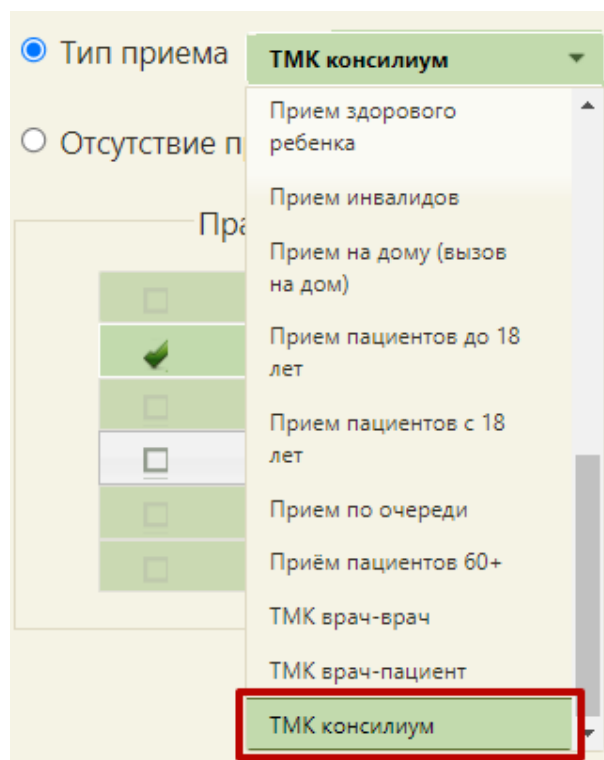 Тип приема
ТМК консилиум
Прием здорового
ребенка
Отсутствие п
Прием инвалидов
Пра
Прием на дому (вызов
на дом)
Прием пациентов до 18
лет
Прием пациентов с 18
лет
Прием по очереди
Приём пациентов 60+
ТМК врач-врач
ТМК врач-пациент
ТМК консилиум